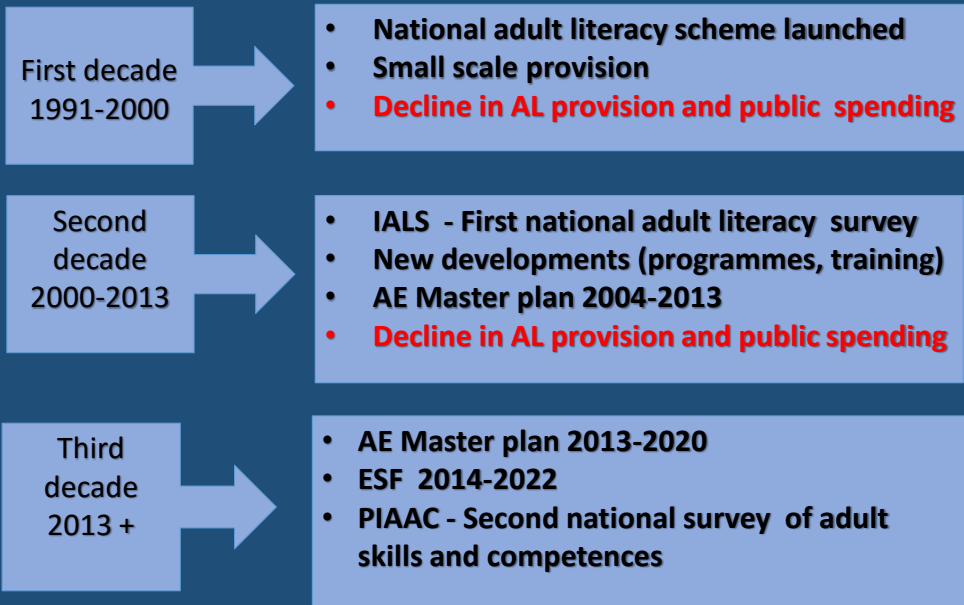 First decade
1991-2000
• National adult literacy scheme launched
• Small scale provision
• Decline in AL provision and public spending
Second
decade
2000-2013
• IALS - First national adult literacy survey
• New developments (programmes, training)
• AE Master plan 2004-2013
• Decline in AL provision and public spending
Third
decade
2013 +
• AE Master plan 2013-2020
• ESF 2014-2022
• PIAAC - Second national survey of adult
skills and competences